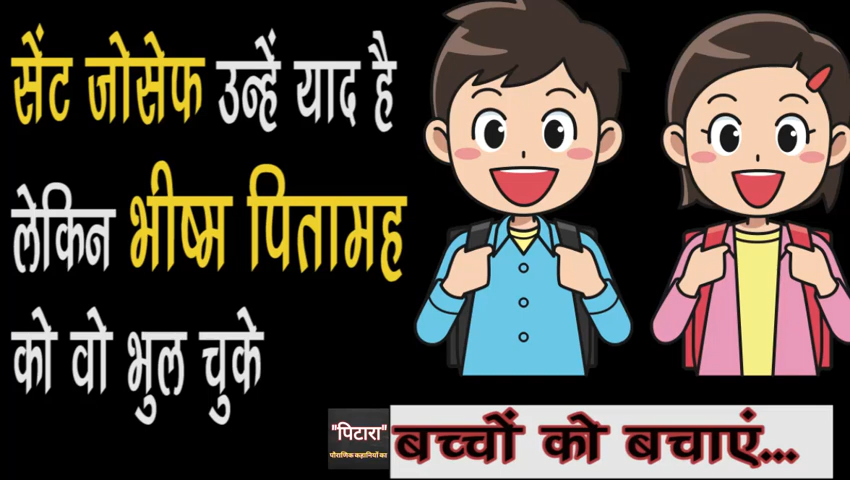 सेंट जोसेफ उन्हें याद है
लेकिन भीष्म पितामह
को वो भुल चुके
"पिटारा"
पौराणिक कहानियों का
बच्चों को बचाएं...